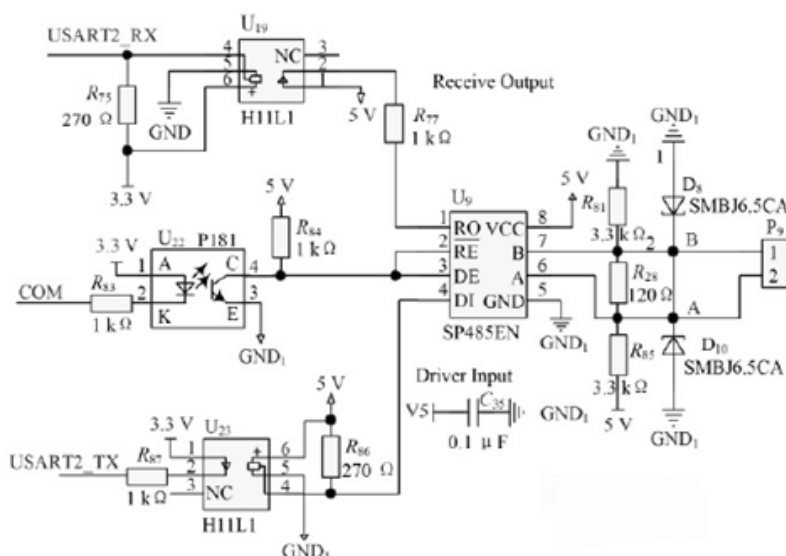 U19
USART2_RX
4
5
6
NC
3
2
1
R75
270 Ω
GND
H11L1
5 V
3.3 V
Receive Output
R77
1 kΩ
GND1
1
D8
SMBJ6.5CA
U9
5 V
R81
3.3 kΩ
P9
1
2
1
2
3
4
RO
RE
DE
DI
VCC
B
A
GND
8
7
6
5
SP485EN
2
B
R28
120Ω
A
R85
3.3 kΩ
5 V
D10
SMBJ6.5CA
GND1
GND1
5 V
R84
1 kΩ
3.3 V
U22
P181
1
2
A
K
C
E
4
3
COM
R83
1 kΩ
GND1
Driver Input
V5
C35
0.1 μF
GND1
5 V
3.3 V
U23
R86
270 Ω
USART2_TX
R87
1 kΩ
1
2
3
NC
6
5
4
H11L1